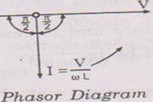 V
π/2 π/2
I = V/ωL
Phasor Diagram